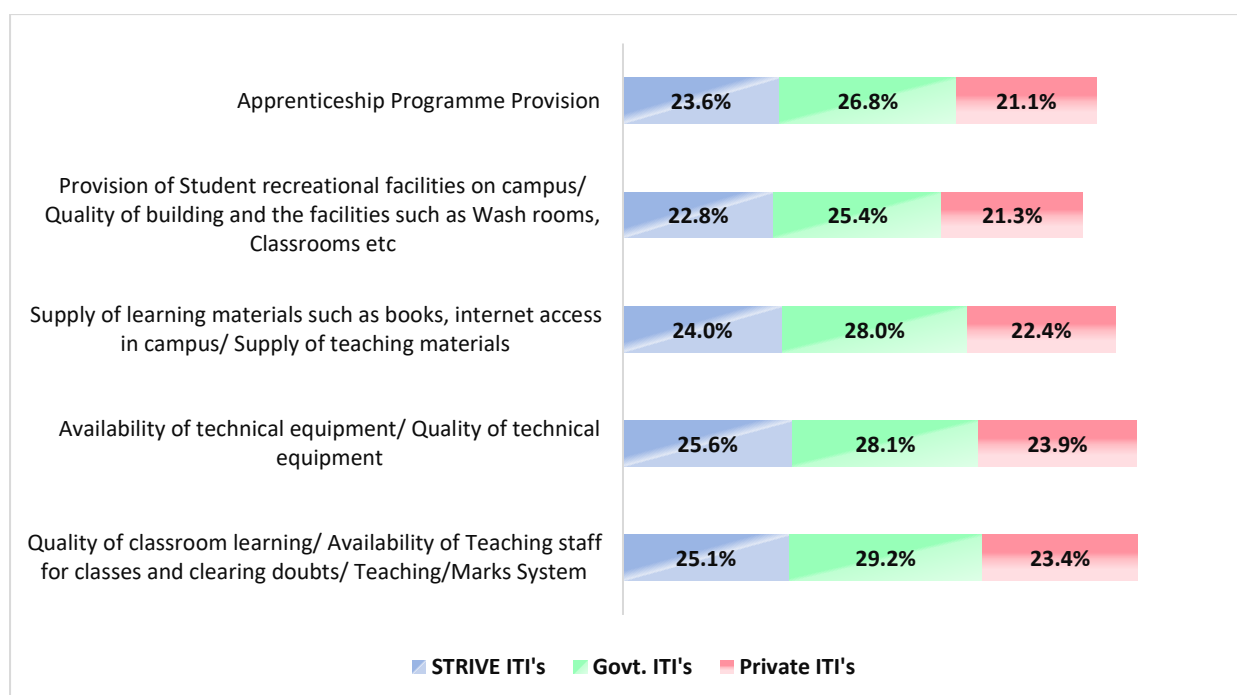 Apprenticeship Programme Provision
23.6% 26.8% 21.1%
Provision of Student recreational facilities on campus/
Quality of building and the facilities such as Wash rooms,
Classrooms etc
22.8% 25.4% 21.3%
Supply of learning materials such as books, internet access
in campus/ Supply of teaching materials
24.0% 28.0% 22.4%
Availability of technical equipment/ Quality of technical
equipment
25.6% 28.1% 23.9%
Quality of classroom learning/ Availability of Teaching staff
for classes and clearing doubts/ Teaching/Marks System
25.1% 29.2% 23.4%
STRIVE ITI's Govt. ITI's Private ITI's